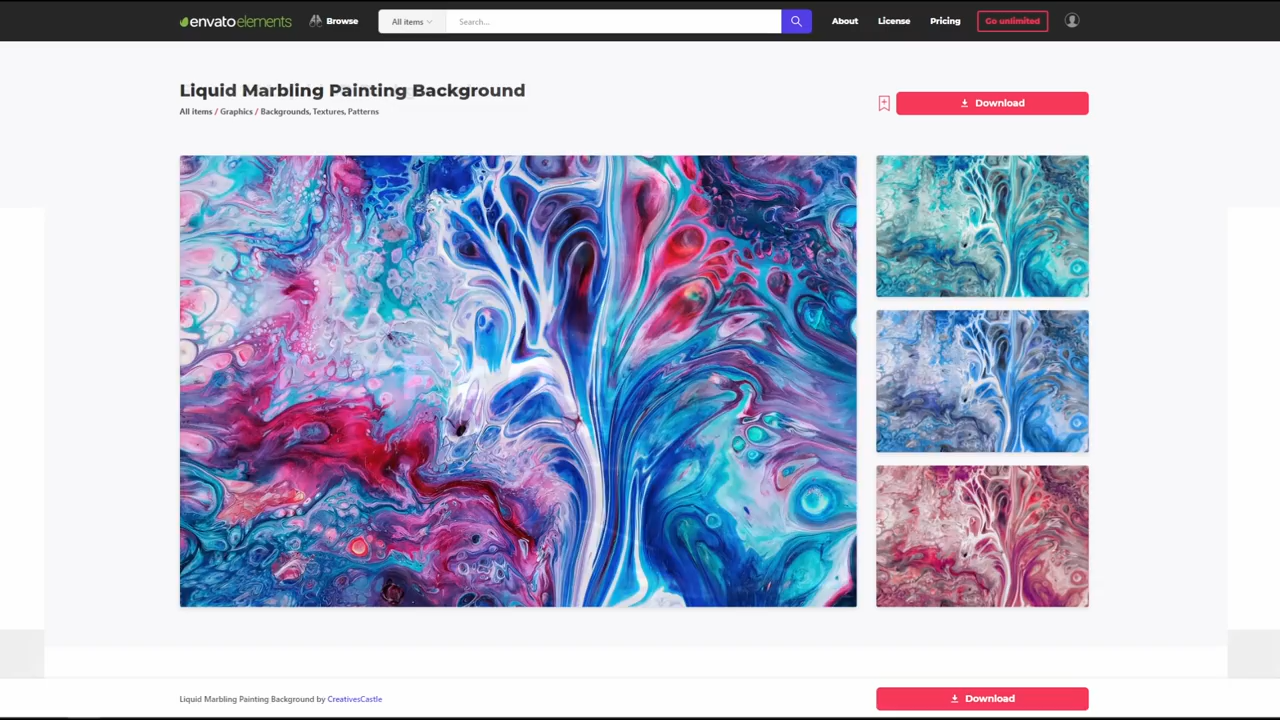 envatoelements Browse All items Search... About License Pricing Go unlimited
Liquid Marbling Painting Background
All items / Graphics / Backgrounds, Textures, Patterns
Download
Liquid Marbling Painting Background by CreativesCastle
Download